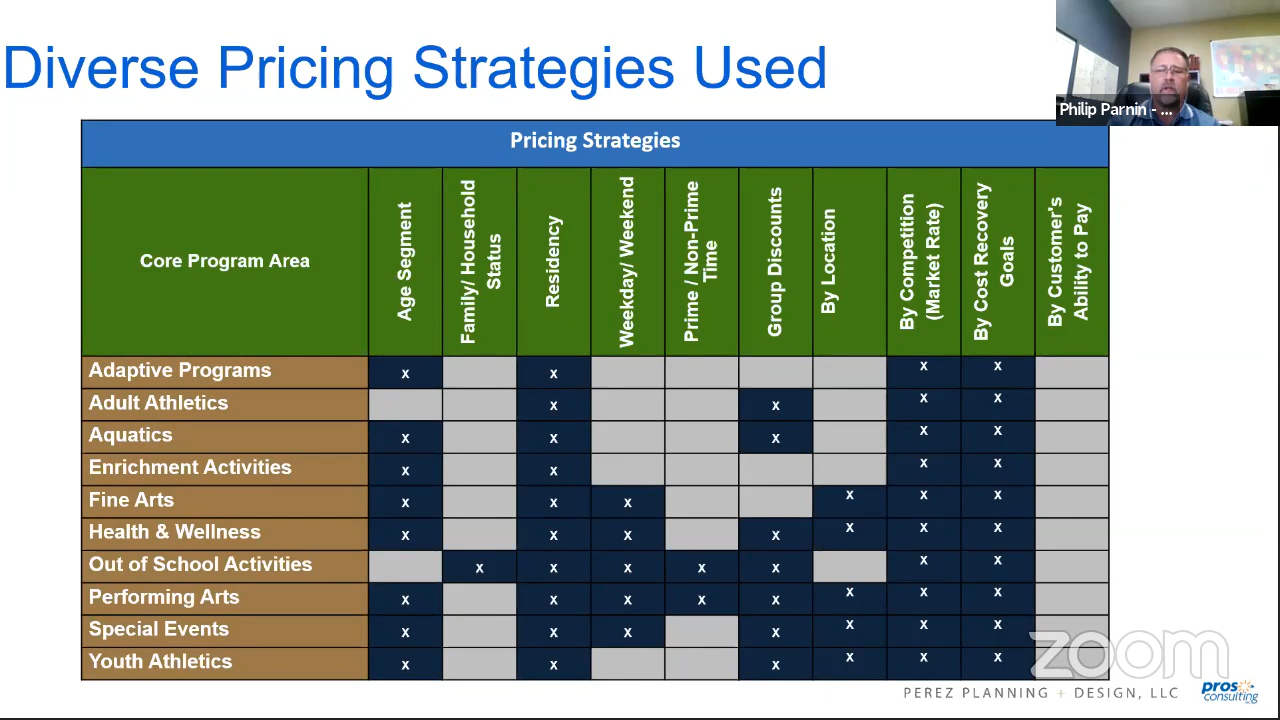 Diverse Pricing Strategies Used
Philip Parnin - ...
Pricing Strategies
Core Program Area
Age Segment
Family/ Household
Status
Residency
Weekday/ Weekend
Prime / Non-Prime
Time
Group Discounts
By Location
By Competition
(Market Rate)
By Cost Recovery
Goals
By Customer's
Ability to Pay
Adaptive Programs x x x x
Adult Athletics x x x x
Aquatics x x x x x
Enrichment Activities x x x x
Fine Arts x x x x x x
Health & Wellness x x x x x x x
Out of School Activities x x x x x x x
Performing Arts x x x x x x x x
Special Events x x x x x x x
Youth Athletics x x x x x x
zoom
PEREZ PLANNING + DESIGN, LLC
pros
consulting